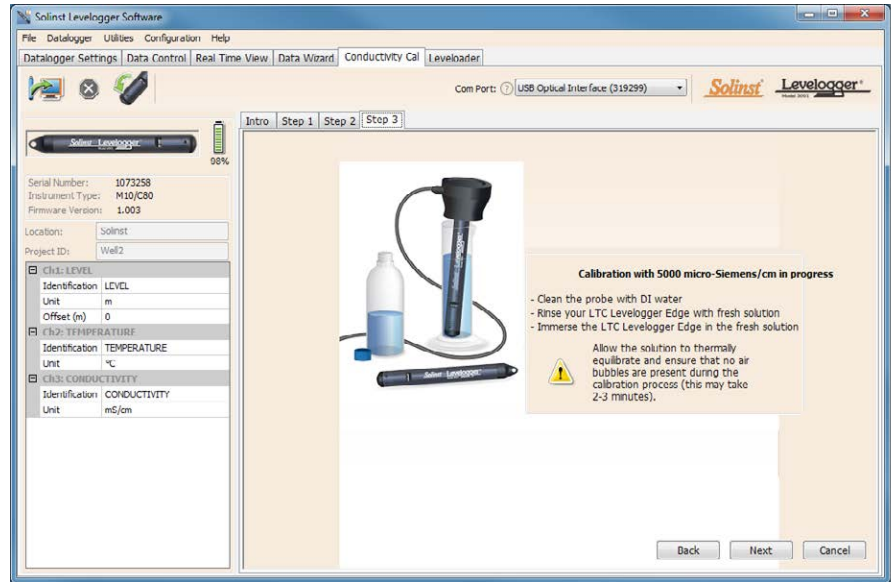 Solinst Levelogger Software
File Datalogger Utilities Configuration Help
Datalogger Settings Data Control Real Time View Data Wizard Conductivity Cal Leveloader
Com Port: ? USB Optical Interface (319299)
Solinst Levelogger
Intro Step 1 Step 2 Step 3
Solinst Levelogger
98%
Serial Number: 1073258
Instrument Type: M10/C80
Firmware Version: 1.003
Location: Solinst
Project ID: Well2
Ch1: LEVEL
Identification LEVEL
Unit m
Offset (m) 0
Ch2: TEMPERATURE
Identification TEMPERATURE
Unit °C
Ch3: CONDUCTIVITY
Identification CONDUCTIVITY
Unit mS/cm
Calibration with 5000 micro-Siemens/cm in progress
- Clean the probe with DI water
- Rinse your LTC Levelogger Edge with fresh solution
- Immerse the LTC Levelogger Edge in the fresh solution
Allow the solution to thermally
equilibrate and ensure that no air
bubbles are present during the
calibration process (this may take
2-3 minutes).
Solinst Levelogger
Back Next Cancel